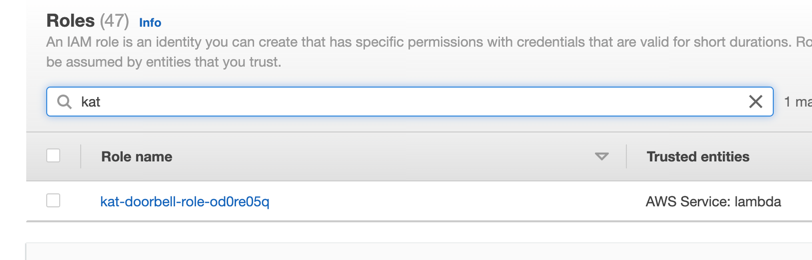 Roles (47) Info
An IAM role is an identity you can create that has specific permissions with credentials that are valid for short durations. Ro
be assumed by entities that you trust.
kat 1 ma
Role name Trusted entities
kat-doorbell-role-od0re05q AWS Service: lambda